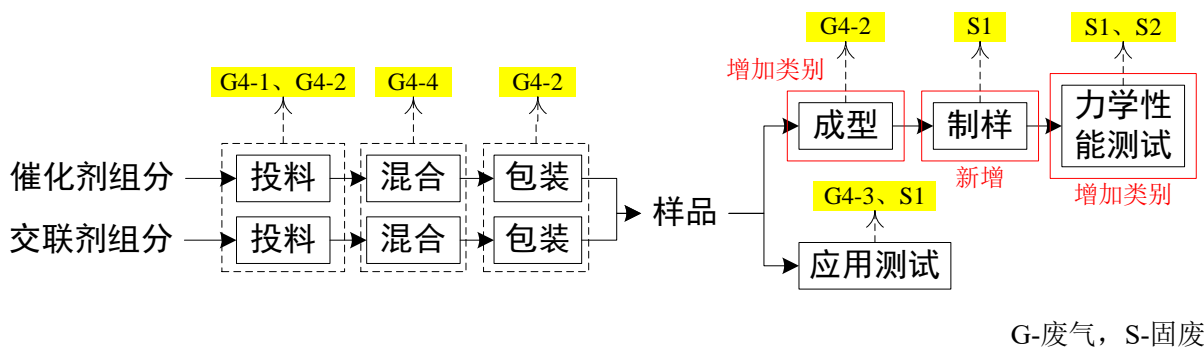 G4-2
S1
S1、S2
增加类别
G4-1、G4-2
G4-4
G4-2
成型
制样
力学性
能测试
催化剂组分
投料
混合
包装
新增
增加类别
样品
G4-3、S1
交联剂组分
投料
混合
包装
应用测试
G-废气，S-固废